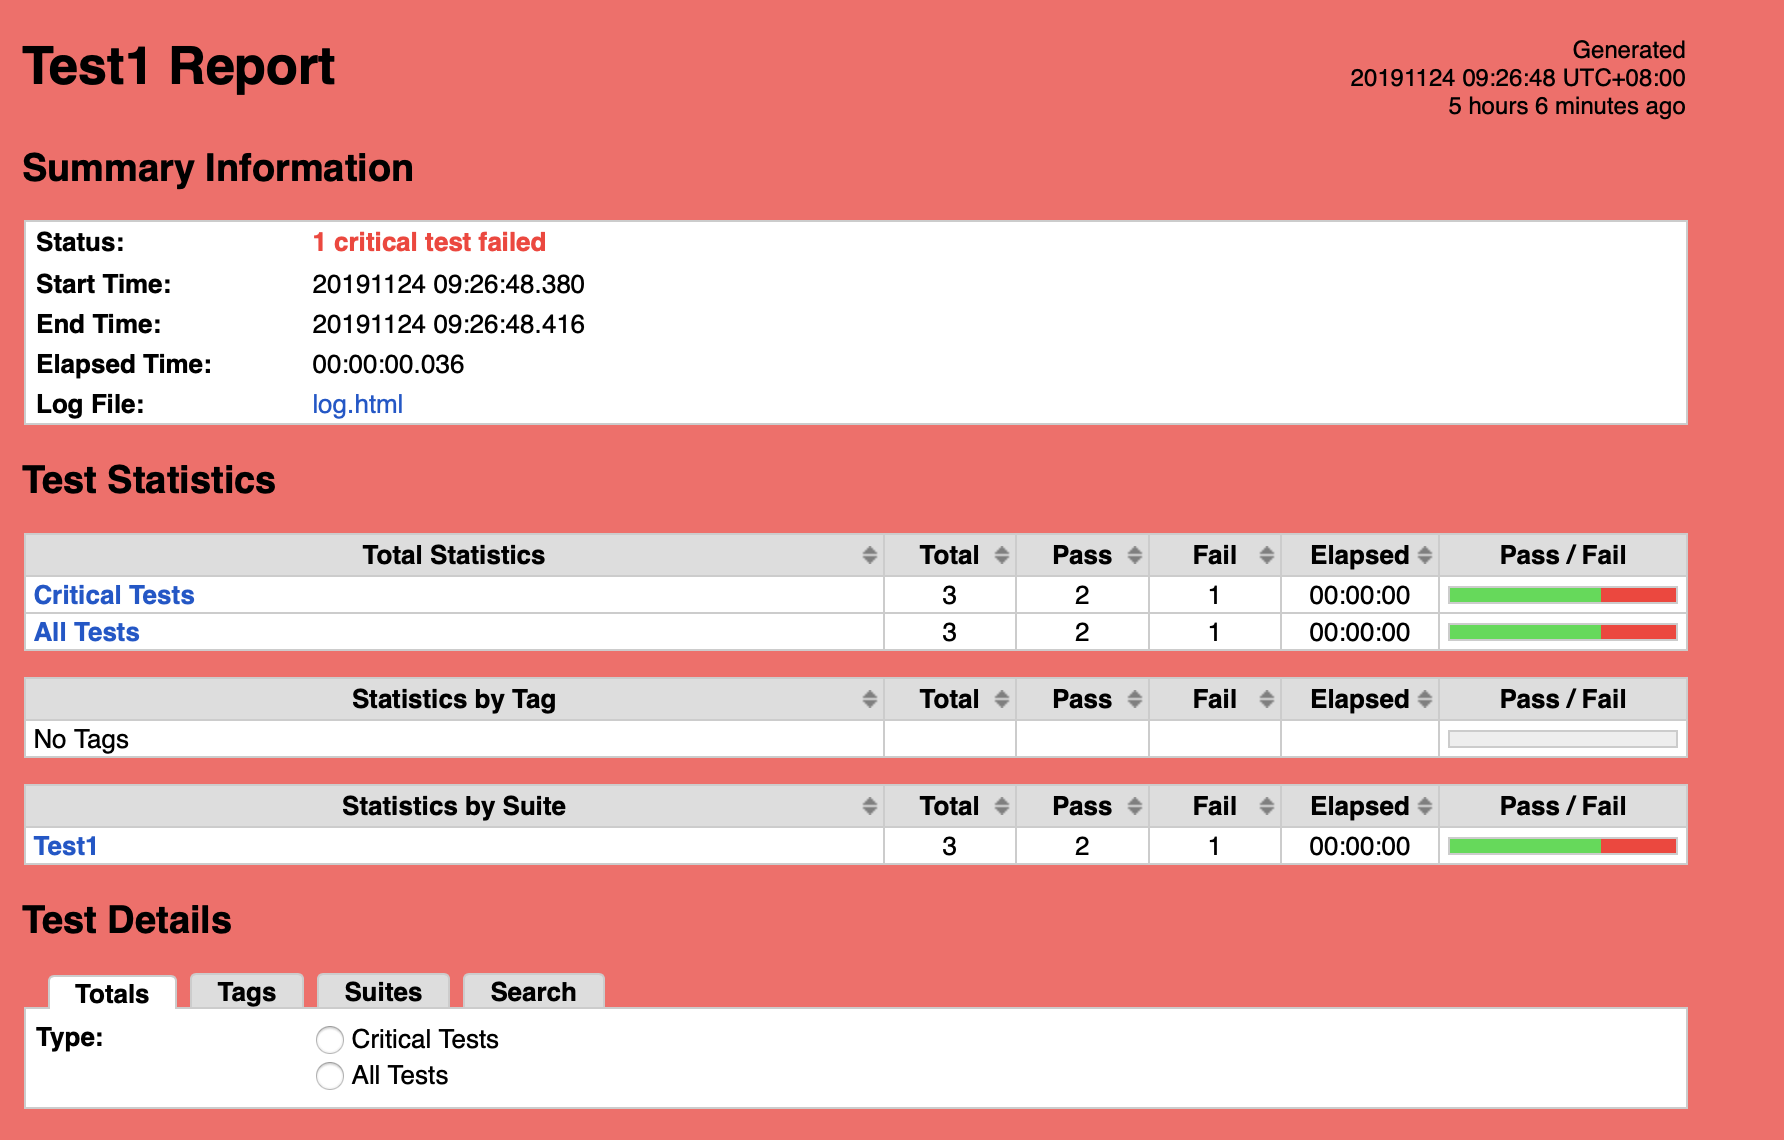 Test1 Report
Generated
20191124 09:26:48 UTC+08:00
5 hours 6 minutes ago
Summary Information
Status: 1 critical test failed
Start Time: 20191124 09:26:48.380
End Time: 20191124 09:26:48.416
Elapsed Time: 00:00:00.036
Log File: log.html
Test Statistics
Total Statistics Total Pass Fail Elapsed Pass / Fail
Critical Tests 3 2 1 00:00:00
All Tests 3 2 1 00:00:00
Statistics by Tag Total Pass Fail Elapsed Pass / Fail
No Tags
Statistics by Suite Total Pass Fail Elapsed Pass / Fail
Test1 3 2 1 00:00:00
Test Details
Totals Tags Suites Search
Type: Critical Tests
All Tests